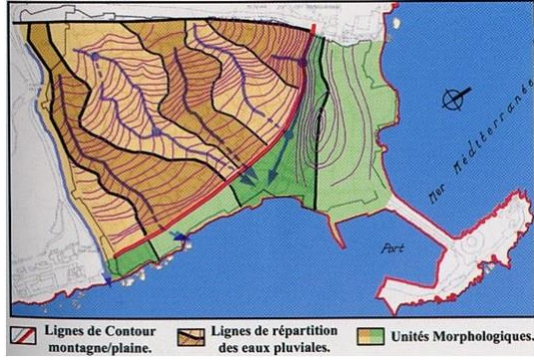 Mer Méditerranée
Port
Lignes de Contour
montagne/plaine.
Lignes de répartition
des eaux pluviales.
Unités Morphologiques.